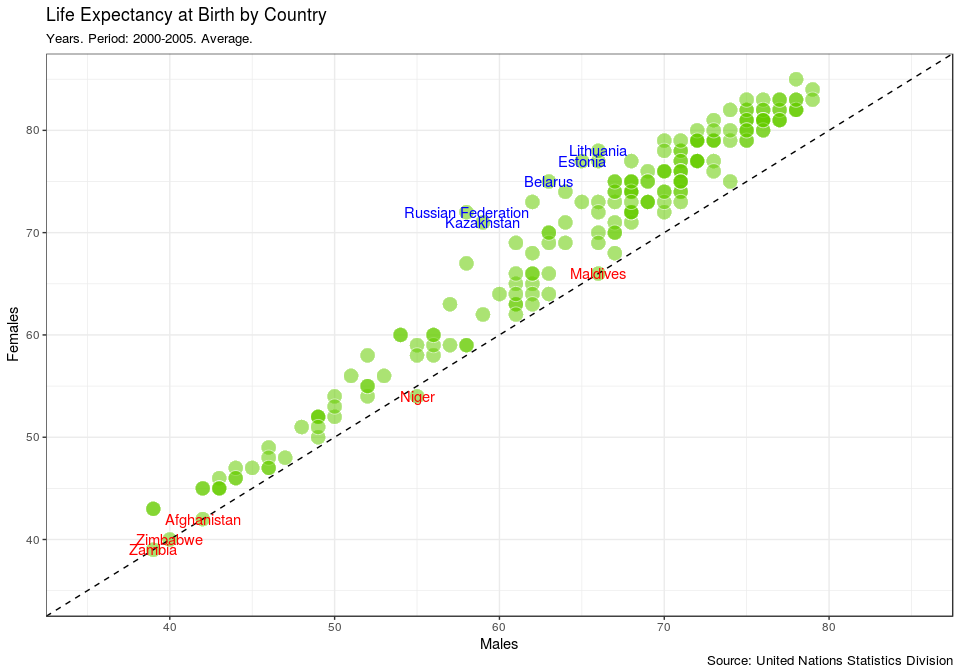 Life Expectancy at Birth by Country
Years. Period: 2000-2005. Average.
Females
80
70
60
50
40
Lithuania
Estonia
Belarus
Russian Federation
Kazakhstan
Maldives
Niger
Afghanistan
Zimbabwe
Zambia
40 50 60 70 80
Males
Source: United Nations Statistics Division